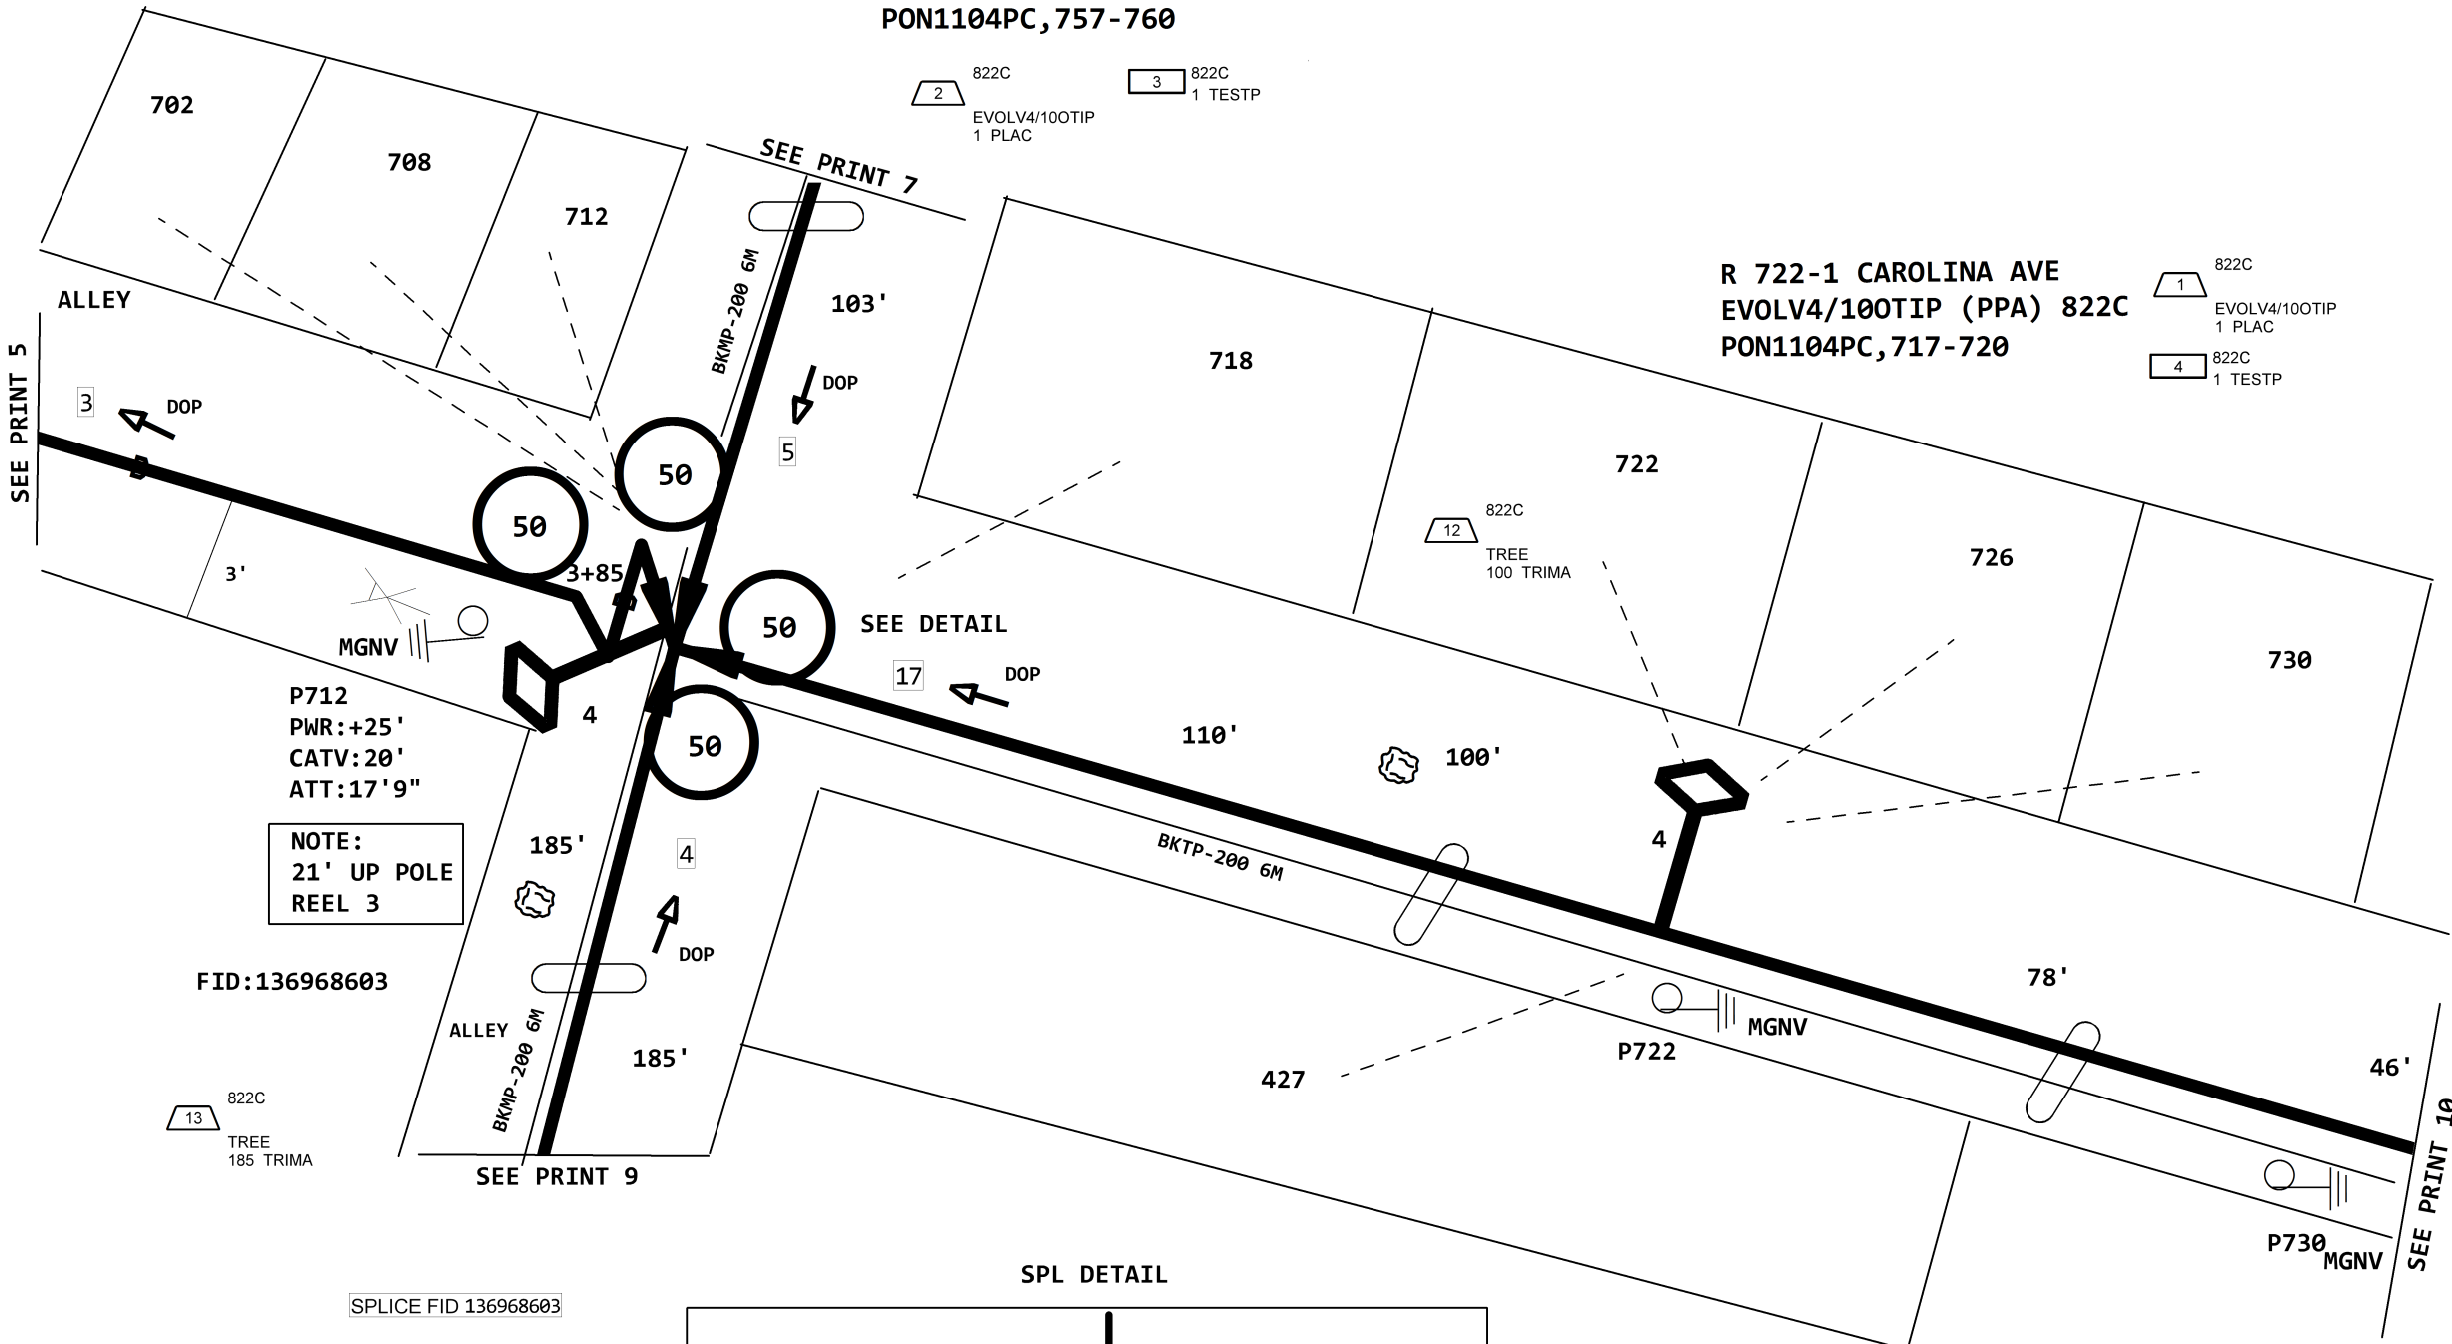 PON1104PC,757-760
2
822C
EVOLV4/10OTIP
1 PLAC
3
822C
1 TESTP
702
708
712
SEE PRINT 7
BKMP-200 6M
103'
DOP
5
718
722
726
730
R 722-1 CAROLINA AVE
EVOLV4/10OTIP (PPA) 822C
PON1104PC,717-720
1
822C
EVOLV4/10OTIP
1 PLAC
4
822C
1 TESTP
ALLEY
SEE PRINT 5
3
DOP
50
50
50
50
3+85
3'
MGNV
4
SEE DETAIL
17
DOP
12
822C
TREE
100 TRIMA
P712
PWR:+25'
CATV:20'
ATT:17'9"
NOTE:
21' UP POLE
REEL 3
110'
100'
4
BKTP-200 6M
185'
4
DOP
FID:136968603
ALLEY
BKMP-200 6M
185'
78'
MGNV
P722
46'
427
13
822C
TREE
185 TRIMA
SEE PRINT 9
SEE PRINT 10
P730
MGNV
SPL DETAIL
SPLICE FID 136968603